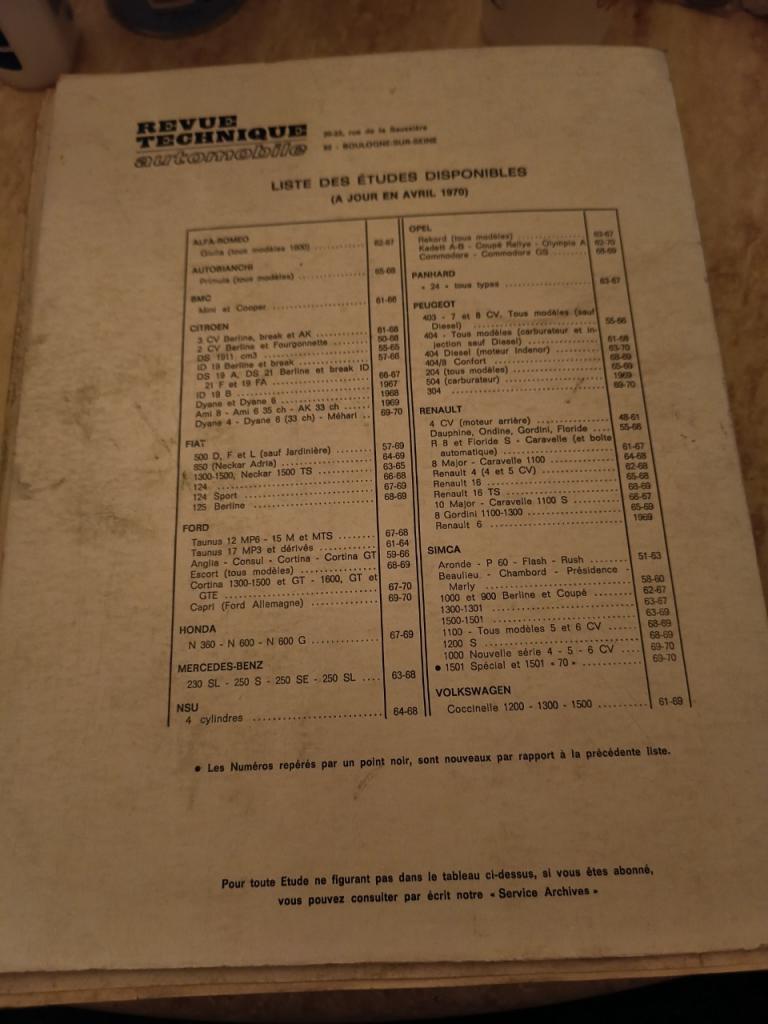 REVUE
TECHNIQUE
automobile
rue de la Saussière
BOULOGNE-SUR-SEINE
LISTE DES ÉTUDES DISPONIBLES
(A JOUR EN AVRIL 1970)
ALFA-ROMEO
Giulia (tous modèles 1600) 62-67
AUTOBIANCHI
Primula (tous modèles) 65-68
BMC
Mini et Cooper 61-66
CITROEN
3 CV Berline, break et AK 61-68
2 CV Berline et Fourgonnette 50-68
DS 1911 cm3 55-65
ID 19 Berline et break 57-66
DS 19 A, DS 21 Berline et break ID
21 F et 19 FA 66-67
ID 19 B 1967
Dyane et Dyane 6 1968
Ami 8 - Ami 6 35 ch - AK 33 ch 1969
Dyane 4 - Dyane 6 (33 ch) - Méhari 69-70
FIAT
500 D, F et L (sauf Jardinière) 57-69
850 (Neckar Adria) 64-69
1300-1500, Neckar 1500 TS 63-65
124 66-68
124 Sport 67-69
125 Berline 68-69
FORD
Taunus 12 MP6 - 15 M et MTS 67-68
Taunus 17 MP3 et dérivés 61-64
Anglia - Consul - Cortina - Cortina GT 59-66
Escort (tous modèles) 68-69
Cortina 1300-1500 et GT - 1600, GT et
GTE 67-70
Capri (Ford Allemagne) 69-70
HONDA
N 360 - N 600 - N 600 G 67-69
MERCEDES-BENZ
230 SL - 250 S - 250 SE - 250 SL 63-68
NSU
4 cylindres 64-68
OPEL
Rekord (tous modèles) 63-67
Kadett A-B - Coupé Rallye - Olympia A 62-70
Commodore - Commodore GS 68-69
PANHARD
« 24 » tous types 63-67
PEUGEOT
403 - 7 et 8 CV, Tous modèles (sauf
Diesel) 55-66
404 - Tous modèles (carburateur et in-
jection sauf Diesel) 61-68
404 Diesel (moteur Indenor) 63-70
404/8 Confort 68-69
204 (tous modèles) 65-69
504 (carburateur) 1969
304 69-70
RENAULT
4 CV (moteur arrière) 48-61
Dauphine, Ondine, Gordini, Floride 55-66
R 8 et Floride S - Caravelle (et boîte
automatique) 61-67
8 Major - Caravelle 1100 64-68
Renault 4 (4 et 5 CV) 62-68
Renault 16 65-68
Renault 16 TS 68-69
10 Major - Caravelle 1100 S 66-67
8 Gordini 1100-1300 65-69
Renault 6 1969
SIMCA
Aronde - P 60 - Flash - Rush 51-63
Beaulieu - Chambord - Présidence -
Marly 58-60
1000 et 900 Berline et Coupé 62-67
1300-1301 63-67
1500-1501 63-69
1100 - Tous modèles 5 et 6 CV 68-69
1200 S 68-69
1000 Nouvelle série 4 - 5 - 6 CV 69-70
● 1501 Spécial et 1501 « 70 » 69-70
VOLKSWAGEN
Coccinelle 1200 - 1300 - 1500 61-69
● Les Numéros repérés par un point noir, sont nouveaux par rapport à la précédente liste.
Pour toute Etude ne figurant pas dans le tableau ci-dessus, si vous êtes abonné,
vous pouvez consulter par écrit notre « Service Archives »